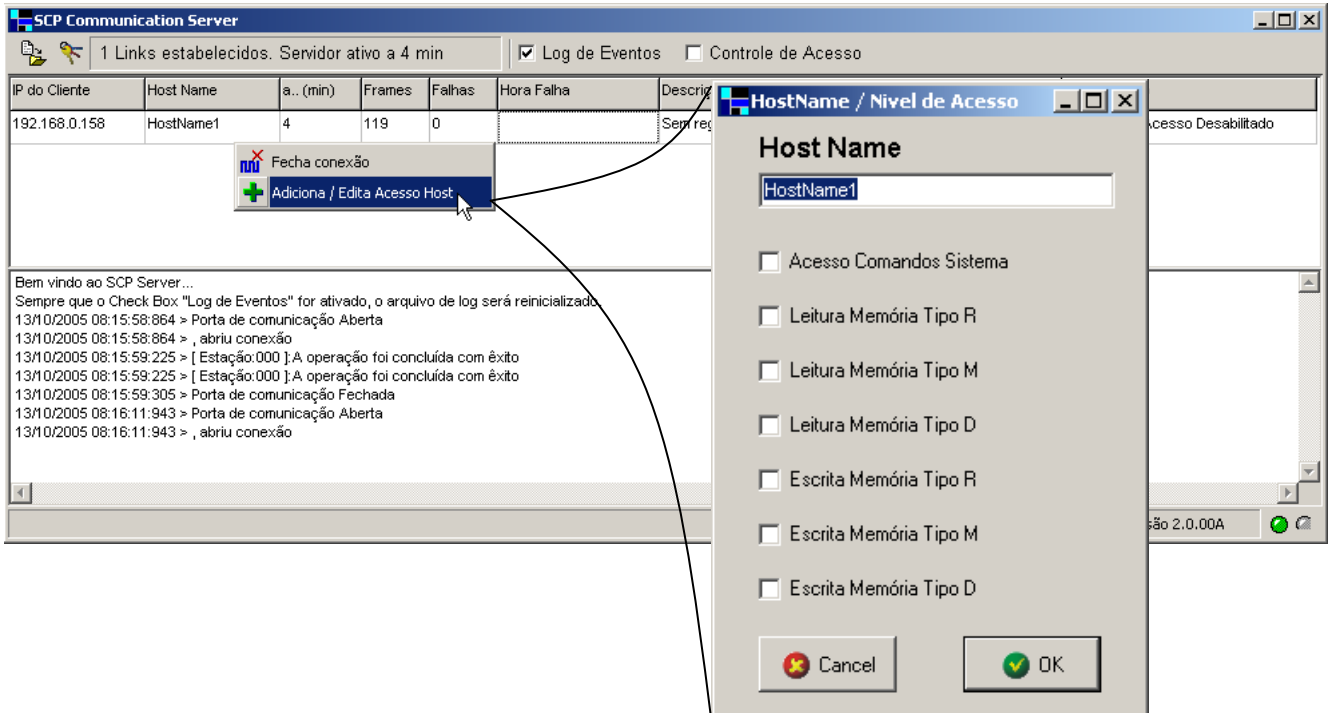 SCP Communication Server
1 Links estabelecidos. Servidor ativo a 4 min
Log de Eventos
Controle de Acesso
IP do Cliente
Host Name
a.. (min)
Frames
Falhas
Hora Falha
192.168.0.158
HostName1
4
119
0
Sem
Acesso Desabilitado
Fecha conexão
Adiciona / Edita Acesso Host
Bem vindo ao SCP Server...
Sempre que o Check Box "Log de Eventos" for ativado, o arquivo de log será reinicializado.
13/10/2005 08:15:58:864 > Porta de comunicação Aberta
13/10/2005 08:15:58:864 > , abriu conexão
13/10/2005 08:15:59:225 > [ Estação:000 ]:A operação foi concluída com êxito
13/10/2005 08:15:59:225 > [ Estação:000 ]:A operação foi concluída com êxito
13/10/2005 08:15:59:305 > Porta de comunicação Fechada
13/10/2005 08:16:11:943 > Porta de comunicação Aberta
13/10/2005 08:16:11:943 > , abriu conexão
são 2.0.00A
HostName / Nivel de Acesso
Host Name
HostName1
Acesso Comandos Sistema
Leitura Memória Tipo R
Leitura Memória Tipo M
Leitura Memória Tipo D
Escrita Memória Tipo R
Escrita Memória Tipo M
Escrita Memória Tipo D
Cancel
OK